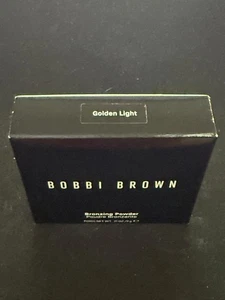 Golden Light
BOBBI BROWN
Bronzing Powder
Poudre Bronzante